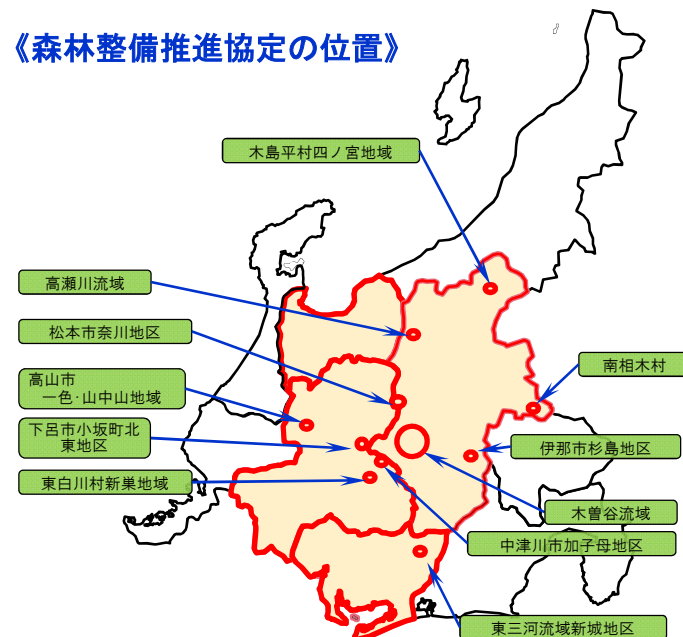 《森林整備推進協定の位置》
木島平村四ノ宮地域
高瀬川流域
松本市奈川地区
南相木村
高山市
一色・山中山地域
下呂市小坂町北
東地区
伊那市杉島地区
東白川村新巣地域
木曽谷流域
中津川市加子母地区
東三河流域新城地区